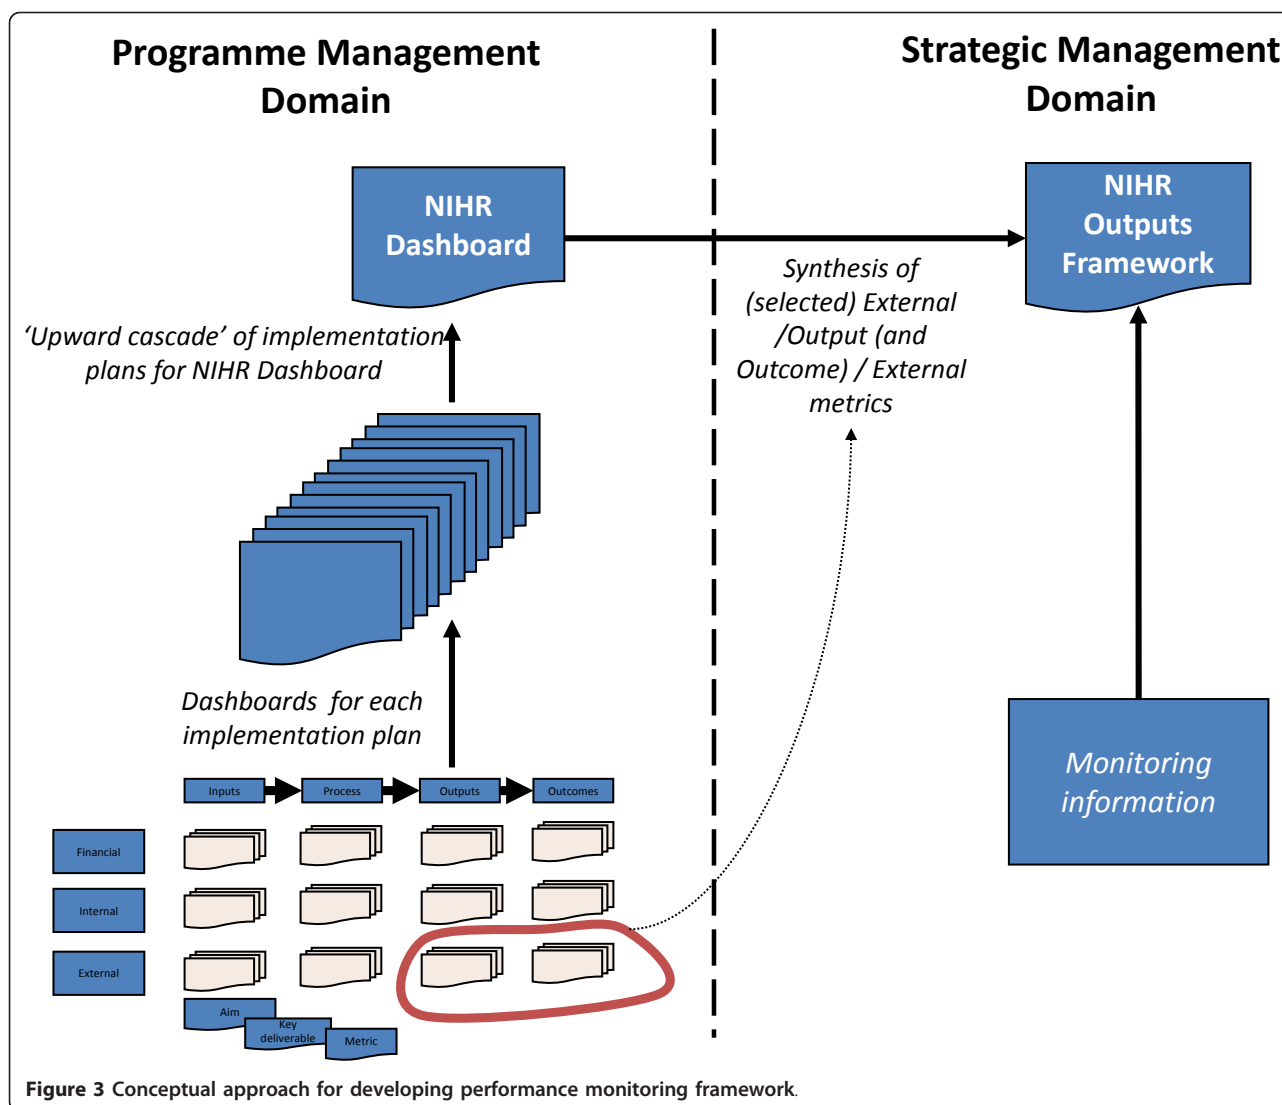 Programme Management
Domain
Strategic Management
Domain
NIHR
Dashboard
NIHR
Outputs
Framework
Synthesis of
(selected) External
/Output (and
Outcome) / External
metrics
‘Upward cascade’ of implementation
plans for NIHR Dashboard
Dashboards for each
implementation plan
Monitoring
information
Inputs
Process
Outputs
Outcomes
Financial
Internal
External
Aim
Key
deliverable
Metric
Figure 3 Conceptual approach for developing performance monitoring framework.